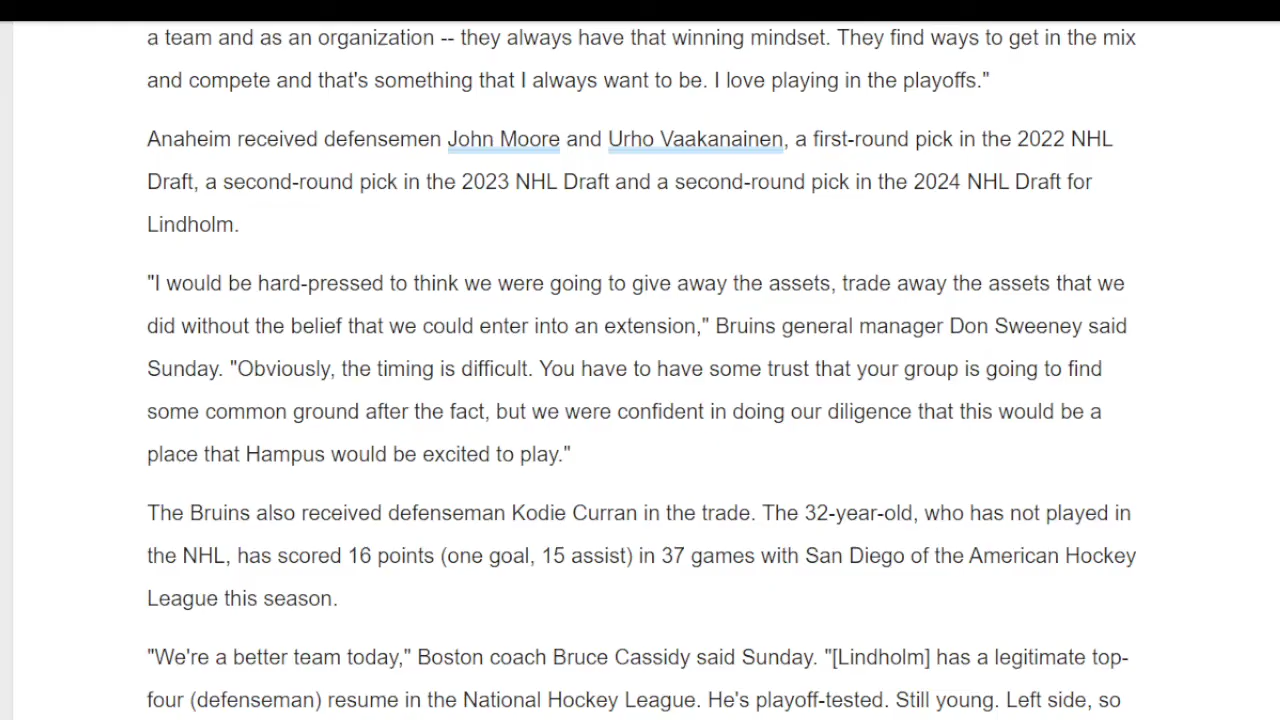 a team and as an organization -- they always have that winning mindset. They find ways to get in the mix
and compete and that's something that I always want to be. I love playing in the playoffs."
Anaheim received defensemen John Moore and Urho Vaakanainen, a first-round pick in the 2022 NHL
Draft, a second-round pick in the 2023 NHL Draft and a second-round pick in the 2024 NHL Draft for
Lindholm.
"I would be hard-pressed to think we were going to give away the assets, trade away the assets that we
did without the belief that we could enter into an extension," Bruins general manager Don Sweeney said
Sunday. "Obviously, the timing is difficult. You have to have some trust that your group is going to find
some common ground after the fact, but we were confident in doing our diligence that this would be a
place that Hampus would be excited to play."
The Bruins also received defenseman Kodie Curran in the trade. The 32-year-old, who has not played in
the NHL, has scored 16 points (one goal, 15 assist) in 37 games with San Diego of the American Hockey
League this season.
"We're a better team today," Boston coach Bruce Cassidy said Sunday. "[Lindholm] has a legitimate top-
four (defenseman) resume in the National Hockey League. He's playoff-tested. Still young. Left side, so